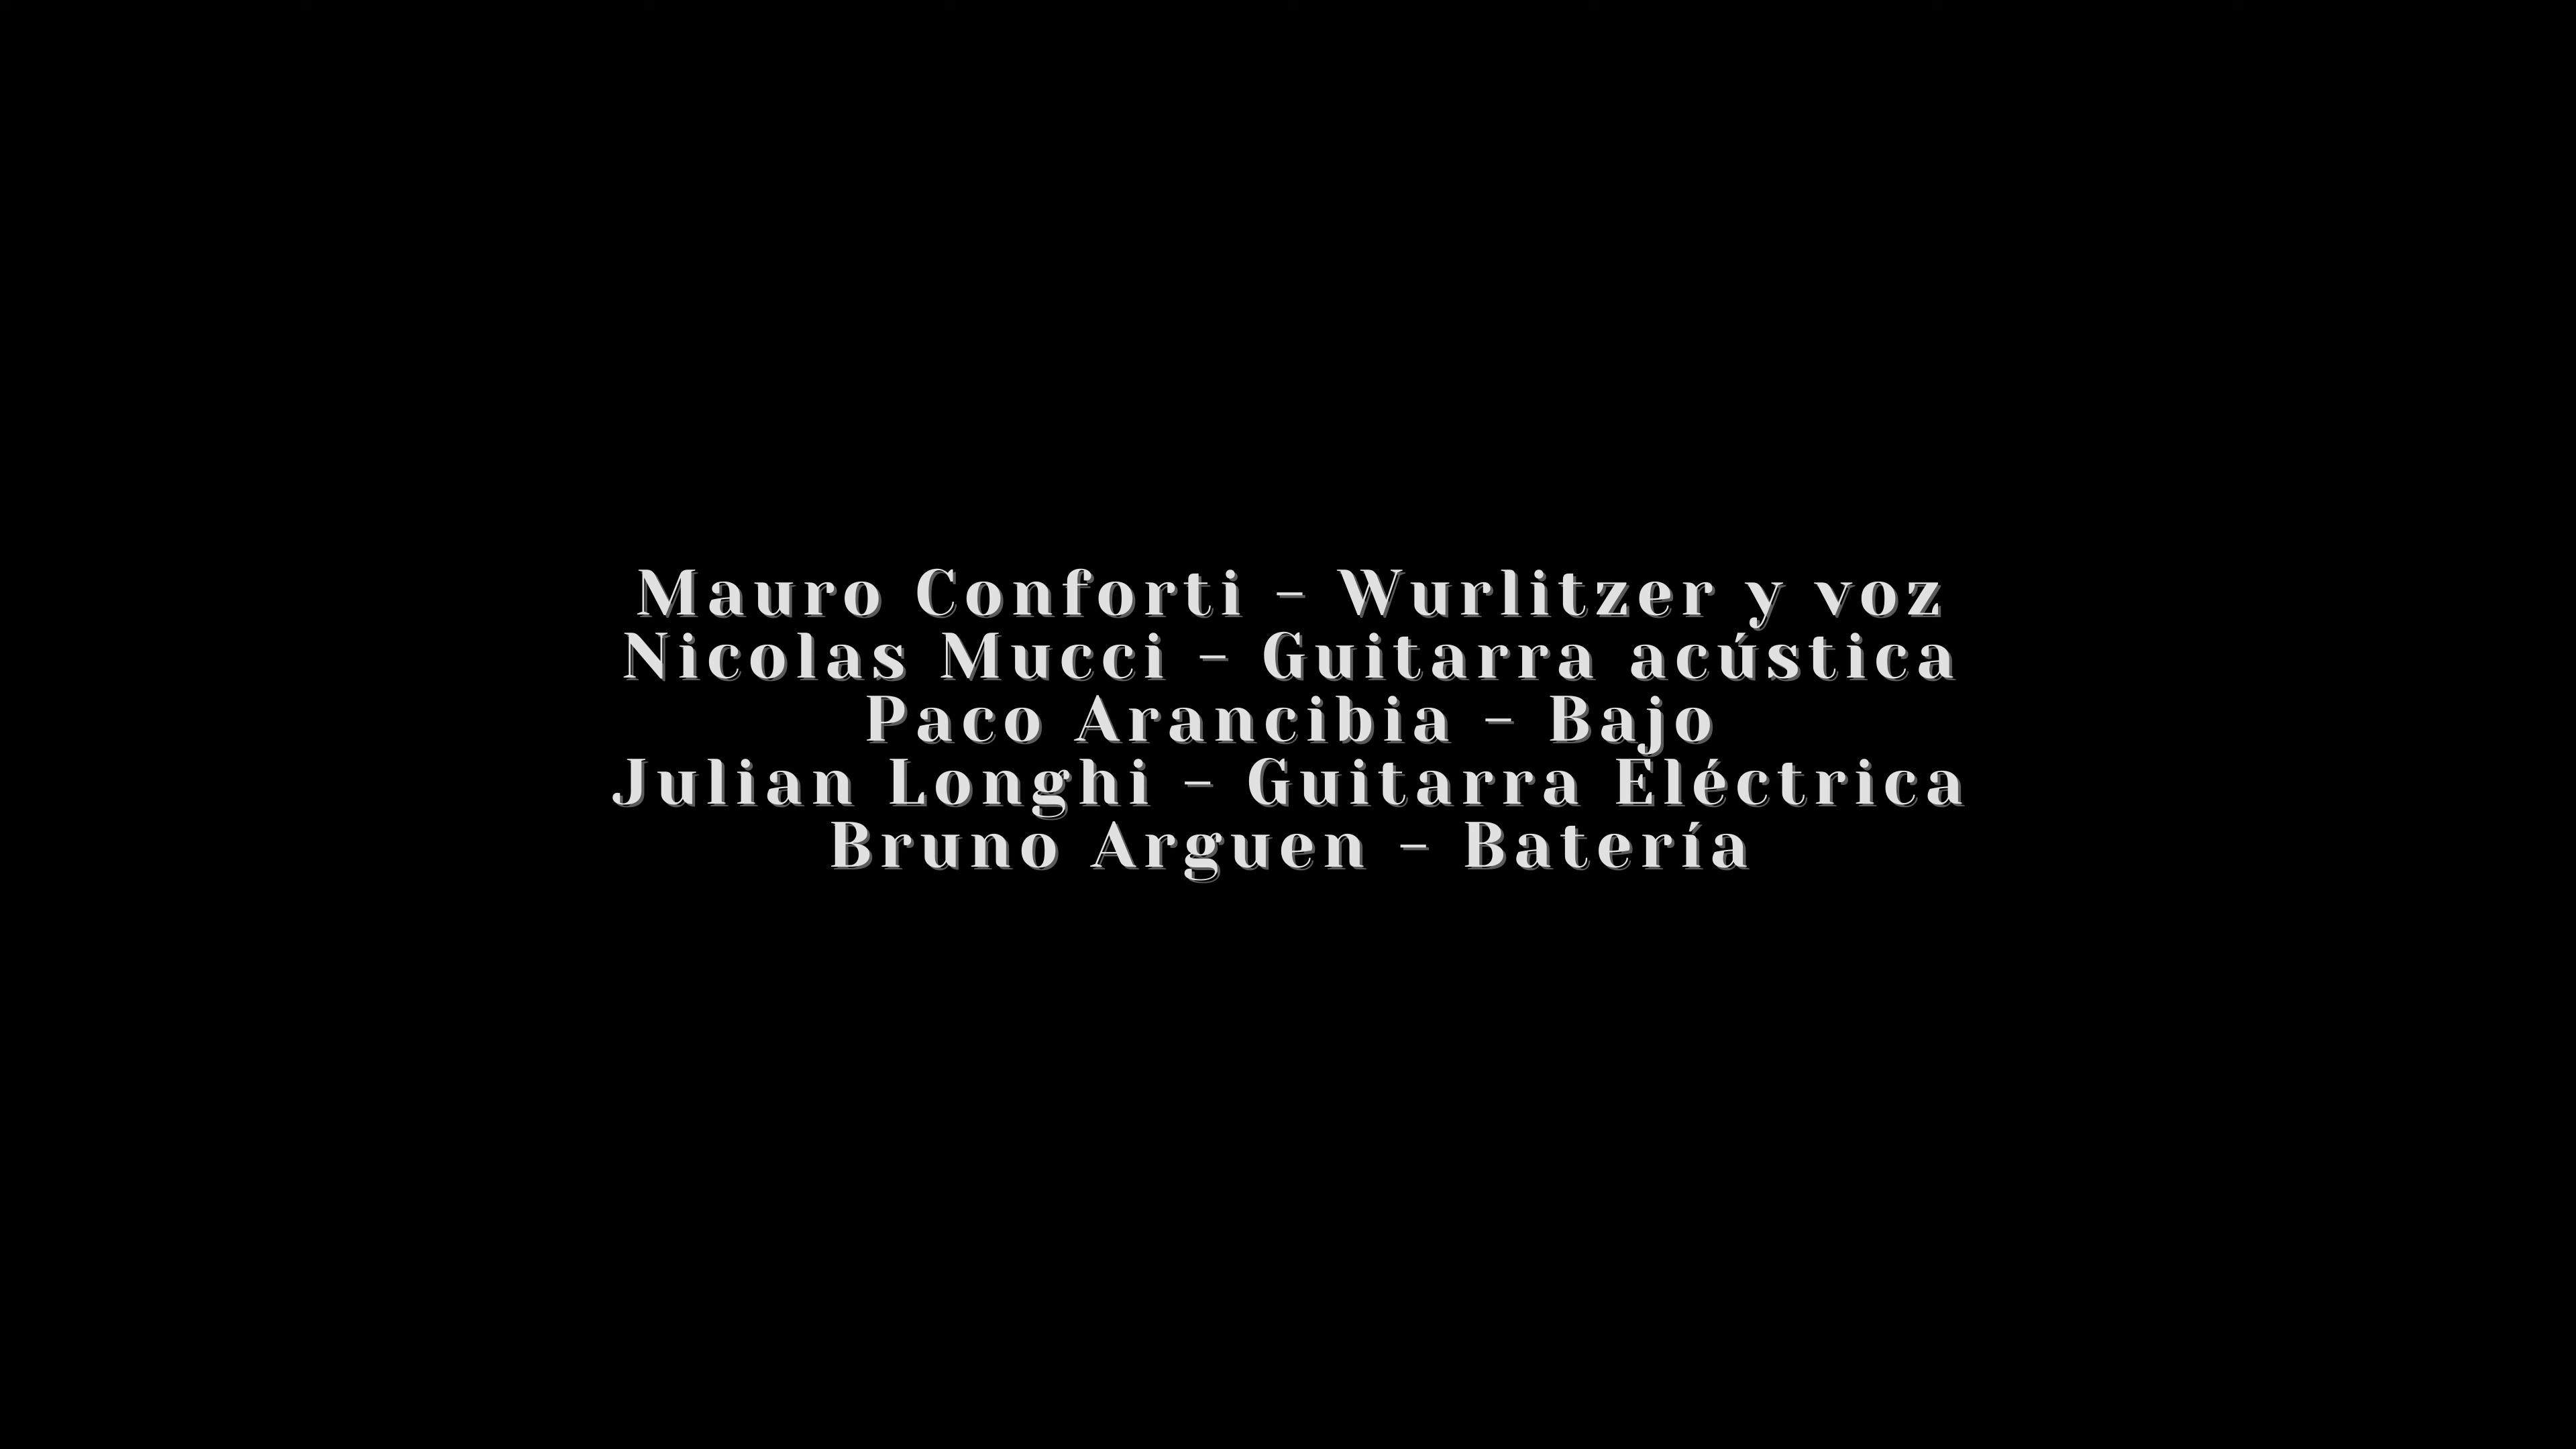 Mauro Conforti - Wurlitzer y voz
Nicolas Mucci - Guitarra acústica
Paco Arancibia - Bajo
Julian Longhi - Guitarra Eléctrica
Bruno Arguen - Batería